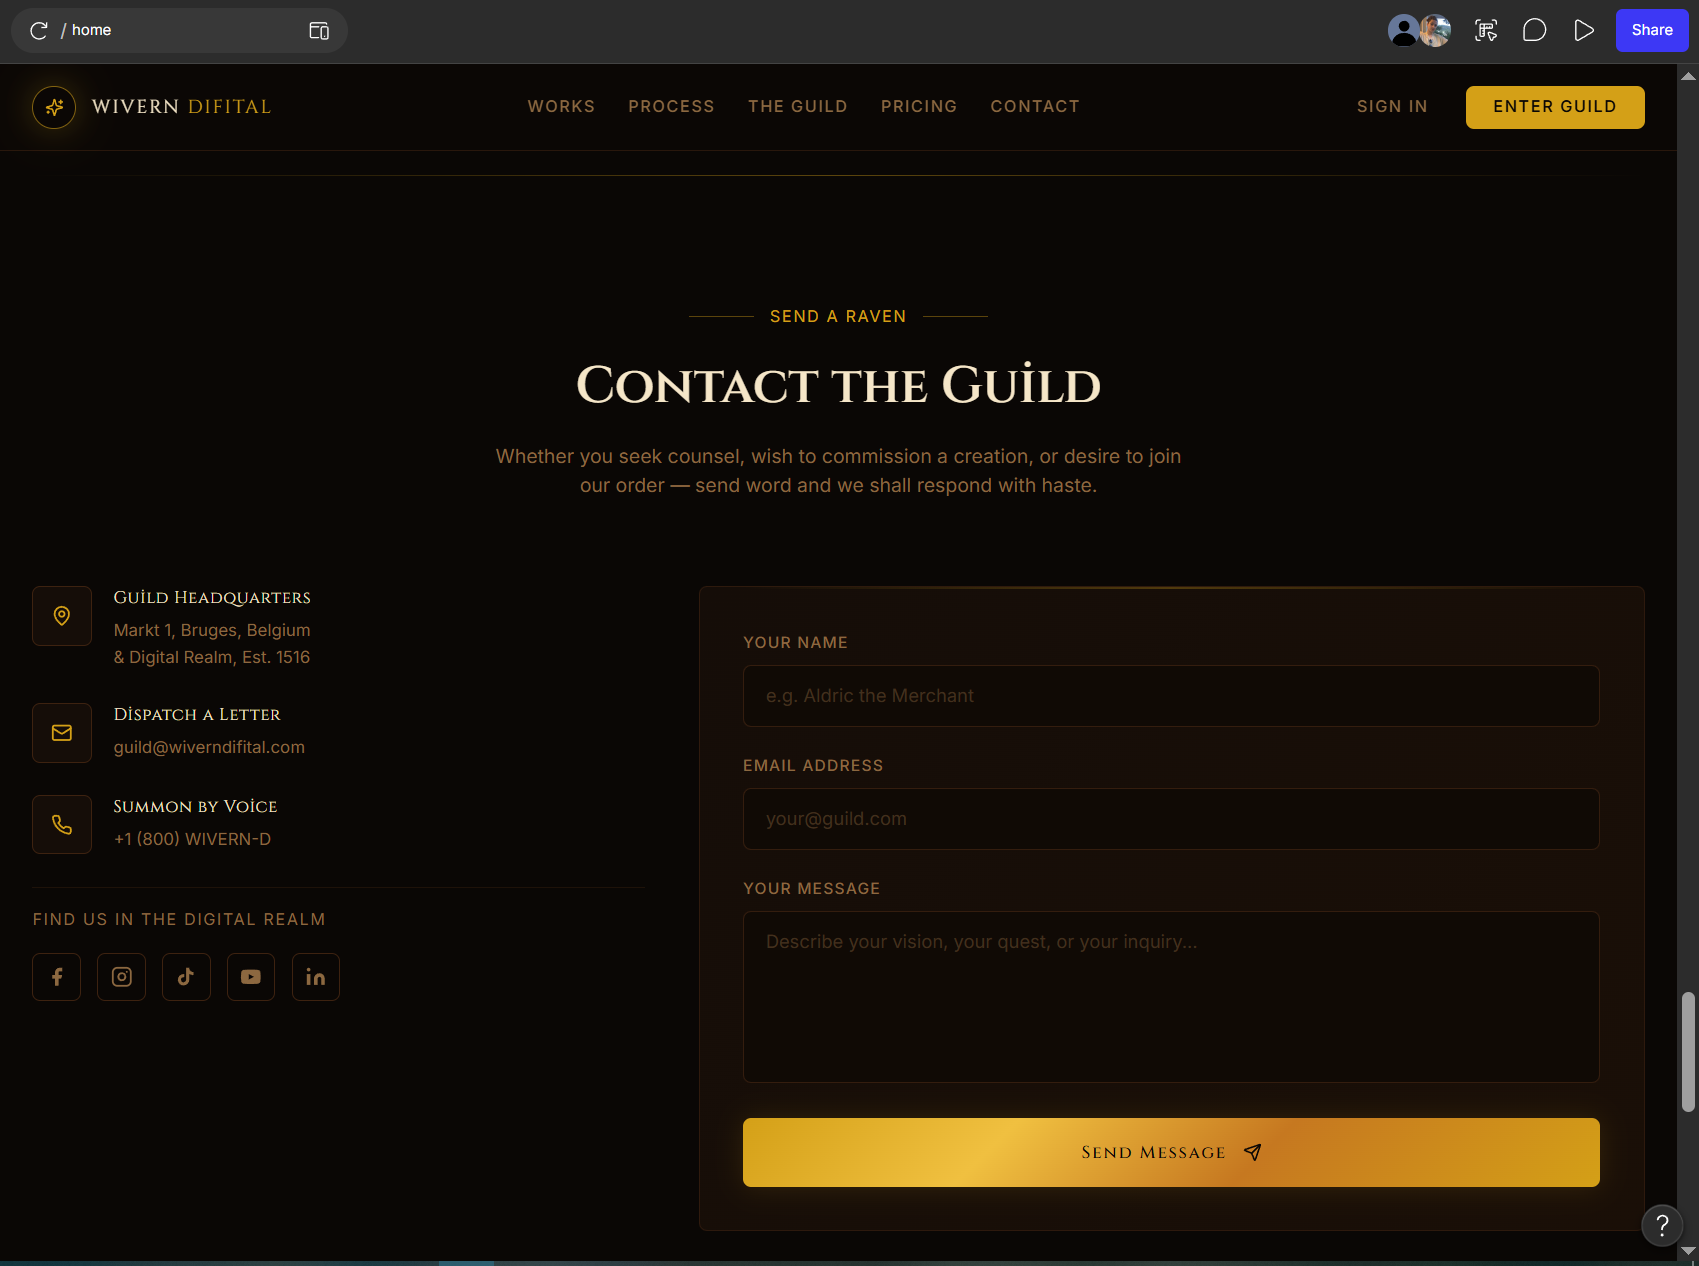 / home
Share
WIVERN DIFITAL
WORKS
PROCESS
THE GUILD
PRICING
CONTACT
SIGN IN
ENTER GUILD
SEND A RAVEN
Contact the Guild
Whether you seek counsel, wish to commission a creation, or desire to join
our order — send word and we shall respond with haste.
Guild Headquarters
Markt 1, Bruges, Belgium
& Digital Realm, Est. 1516
Dispatch a Letter
guild@wiverndifital.com
Summon by Voice
+1 (800) WIVERN-D
FIND US IN THE DIGITAL REALM
YOUR NAME
e.g. Aldric the Merchant
EMAIL ADDRESS
your@guild.com
YOUR MESSAGE
Describe your vision, your quest, or your inquiry...
Send Message
?